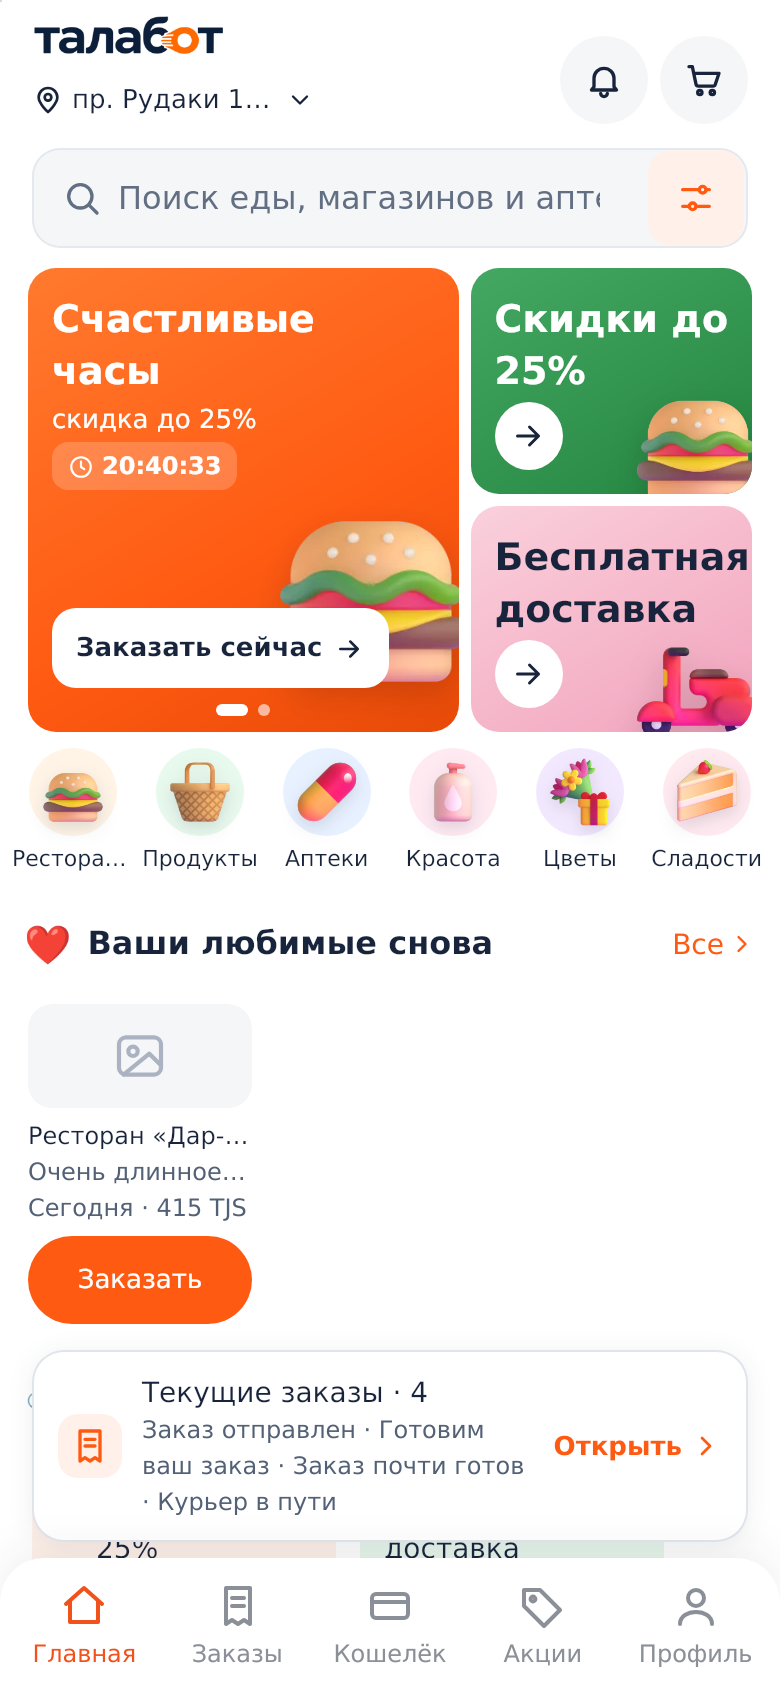 талабот
пр. Рудаки 1...
Поиск еды, магазинов и апте
Счастливые
часы
скидка до 25%
20:40:33
Заказать сейчас
Скидки до
25%
Бесплатная
доставка
Рестора...
Продукты
Аптеки
Красота
Цветы
Сладости
Ваши любимые снова
Все
Ресторан «Дар-...
Очень длинное...
Сегодня · 415 TJS
Заказать
Текущие заказы · 4
Заказ отправлен · Готовим
ваш заказ · Заказ почти готов
· Курьер в пути
Открыть
25%
доставка
Главная
Заказы
Кошелёк
Акции
Профиль